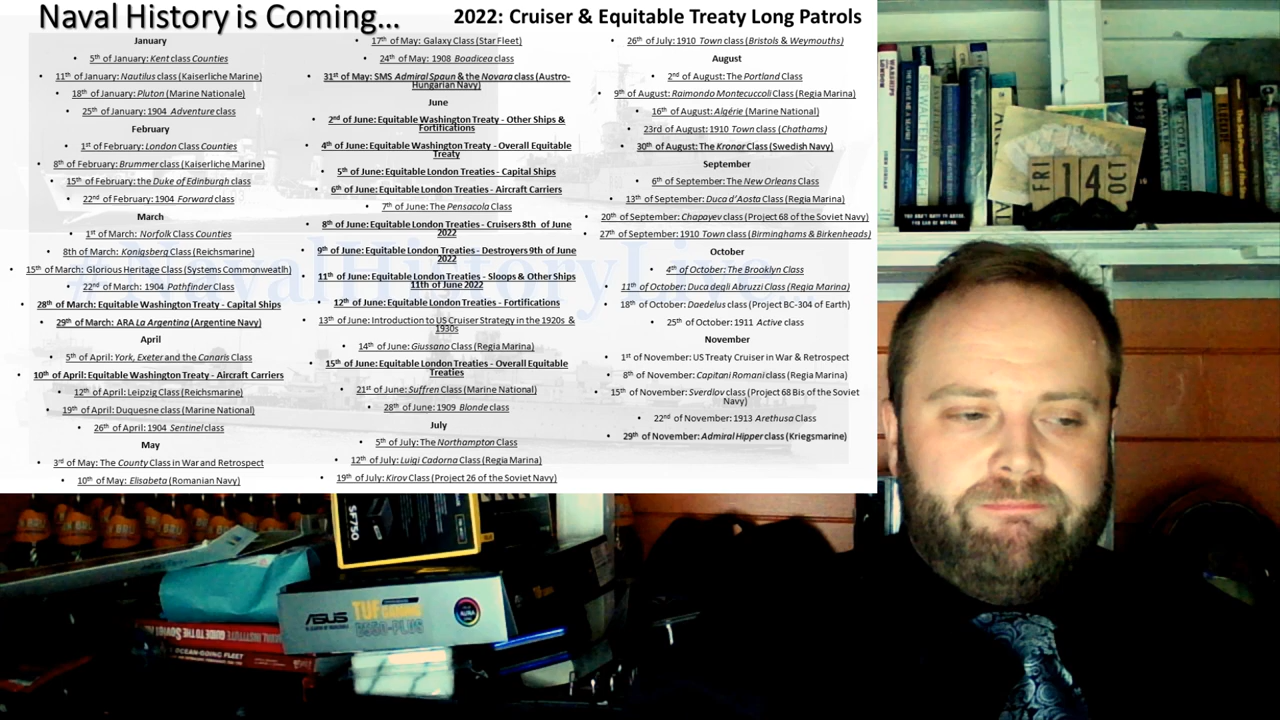 Naval History is Coming...
2022: Cruiser & Equitable Treaty Long Patrols
January
• 5th of January: Kent class Counties
• 11th of January: Nautilus class (Kaiserliche Marine)
• 18th of January: Pluton (Marine Nationale)
• 25th of January: 1904 Adventure class
February
• 1st of February: London Class Counties
• 8th of February: Brummer class (Kaiserliche Marine)
• 15th of February: the Duke of Edinburgh class
• 22nd of February: 1904 Forward class
March
• 1st of March: Norfolk Class Counties
• 8th of March: Konigsberg Class (Reichsmarine)
• 15th of March: Glorious Heritage Class (Systems Commonwealth)
• 22nd of March: 1904 Pathfinder Class
• 28th of March: Equitable Washington Treaty - Capital Ships
• 29th of March: ARA La Argentina (Argentine Navy)
April
• 5th of April: York, Exeter and the Canaris Class
• 10th of April: Equitable Washington Treaty - Aircraft Carriers
• 12th of April: Leipzig Class (Reichsmarine)
• 19th of April: Duquesne class (Marine National)
• 26th of April: 1904 Sentinel class
May
• 3rd of May: The County Class in War and Retrospect
• 10th of May: Elisabeta (Romanian Navy)
• 17th of May: Galaxy Class (Star Fleet)
• 24th of May: 1908 Boadicea class
• 31st of May: SMS Admiral Spaun & the Novara class (Austro-
Hungarian Navy)
June
• 2nd of June: Equitable Washington Treaty - Other Ships &
Fortifications
• 4th of June: Equitable Washington Treaty - Overall Equitable
Treaty
• 5th of June: Equitable London Treaties - Capital Ships
• 6th of June: Equitable London Treaties - Aircraft Carriers
• 7th of June: The Pensacola Class
• 8th of June: Equitable London Treaties - Cruisers 8th of June
2022
• 9th of June: Equitable London Treaties - Destroyers 9th of June
2022
• 11th of June: Equitable London Treaties - Sloops & Other Ships
11th of June 2022
• 12th of June: Equitable London Treaties - Fortifications
• 13th of June: Introduction to US Cruiser Strategy in the 1920s &
1930s
• 14th of June: Giussano Class (Regia Marina)
• 15th of June: Equitable London Treaties - Overall Equitable
Treaties
• 21st of June: Suffren Class (Marine National)
• 28th of June: 1909 Blonde class
July
• 5th of July: The Northampton Class
• 12th of July: Luigi Cadorna Class (Regia Marina)
• 19th of July: Kirov Class (Project 26 of the Soviet Navy)
• 26th of July: 1910 Town class (Bristols & Weymouths)
August
• 2nd of August: The Portland Class
• 9th of August: Raimondo Montecuccoli Class (Regia Marina)
• 16th of August: Algérie (Marine National)
• 23rd of August: 1910 Town class (Chathams)
• 30th of August: The Kronor Class (Swedish Navy)
September
• 6th of September: The New Orleans Class
• 13th of September: Duca d'Aosta Class (Regia Marina)
• 20th of September: Chapayev class (Project 68 of the Soviet Navy)
• 27th of September: 1910 Town class (Birminghams & Birkenheads)
October
• 4th of October: The Brooklyn Class
• 11th of October: Duca degli Abruzzi Class (Regia Marina)
• 18th of October: Daedelus class (Project BC-304 of Earth)
• 25th of October: 1911 Active class
November
• 1st of November: US Treaty Cruiser in War & Retrospect
• 8th of November: Capitani Romani class (Regia Marina)
• 15th of November: Sverdlov class (Project 68 Bis of the Soviet
Navy)
• 22nd of November: 1913 Arethusa Class
• 29th of November: Admiral Hipper class (Kriegsmarine)
FRI 14 OCT
SF750
ASUS
TUF GAMING
B550-PLUS
OCEAN-GOING FLEET